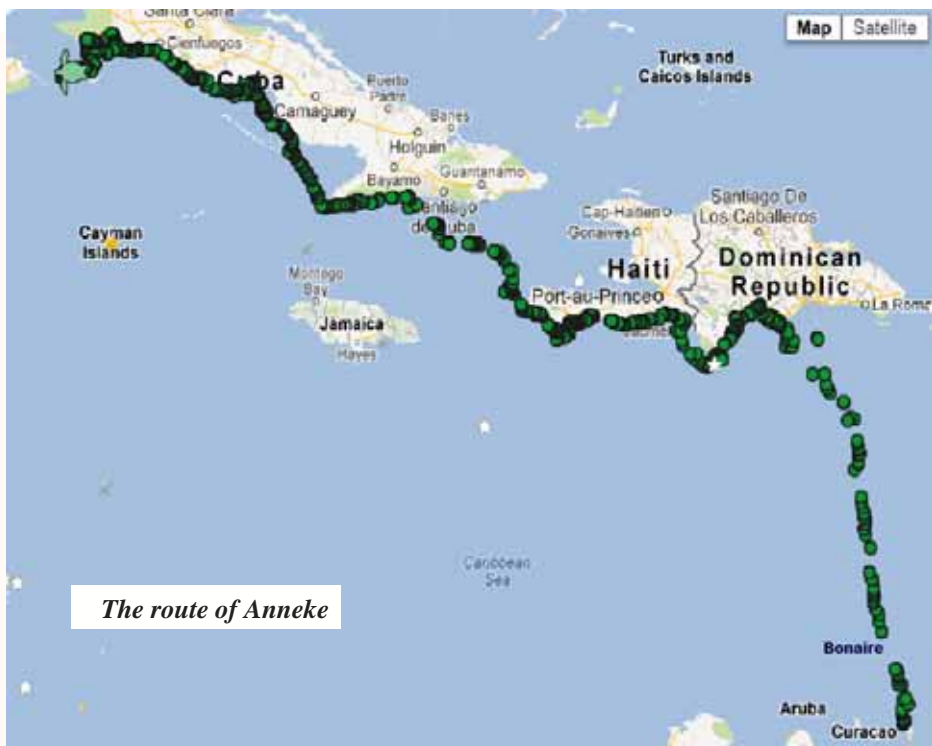 Santa Clara
Map Satellite
Cienfuegos
Cuba
Turks and
Caicos Islands
Puerto
Padre
Camaguey
Banes
Holguin
Bayamo
Guantanamo
Santiago
de Cuba
Santiago De
Los Caballeros
Cap-Haitien
Gonaives
Cayman
Islands
Haiti
Dominican
Republic
Montego
Bay
Port-au-Prince
La Rom
Jamaica
Jacmel
Hayes
Caribbean
Sea
The route of Anneke
Bonaire
Aruba
Curacao